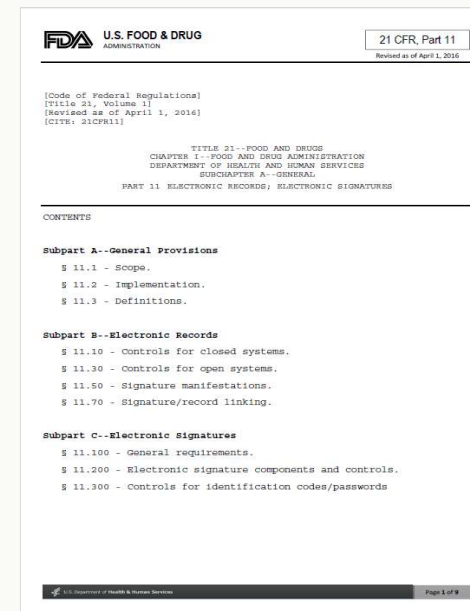 FDA U.S. FOOD & DRUG
ADMINISTRATION
21 CFR, Part 11
Revised as of April 1, 2016
[Code of Federal Regulations]
[Title 21, Volume 1]
[Revised as of April 1, 2016]
[CITE: 21CFR11]
TITLE 21--FOOD AND DRUGS
CHAPTER I--FOOD AND DRUG ADMINISTRATION
DEPARTMENT OF HEALTH AND HUMAN SERVICES
SUBCHAPTER A--GENERAL
PART 11 ELECTRONIC RECORDS; ELECTRONIC SIGNATURES
CONTENTS
Subpart A--General Provisions
§ 11.1 - Scope.
§ 11.2 - Implementation.
§ 11.3 - Definitions.
Subpart B--Electronic Records
§ 11.10 - Controls for closed systems.
§ 11.30 - Controls for open systems.
§ 11.50 - Signature manifestations.
§ 11.70 - Signature/record linking.
Subpart C--Electronic Signatures
§ 11.100 - General requirements.
§ 11.200 - Electronic signature components and controls.
§ 11.300 - Controls for identification codes/passwords
U.S. Department of Health & Human Services
Page 1 of 9